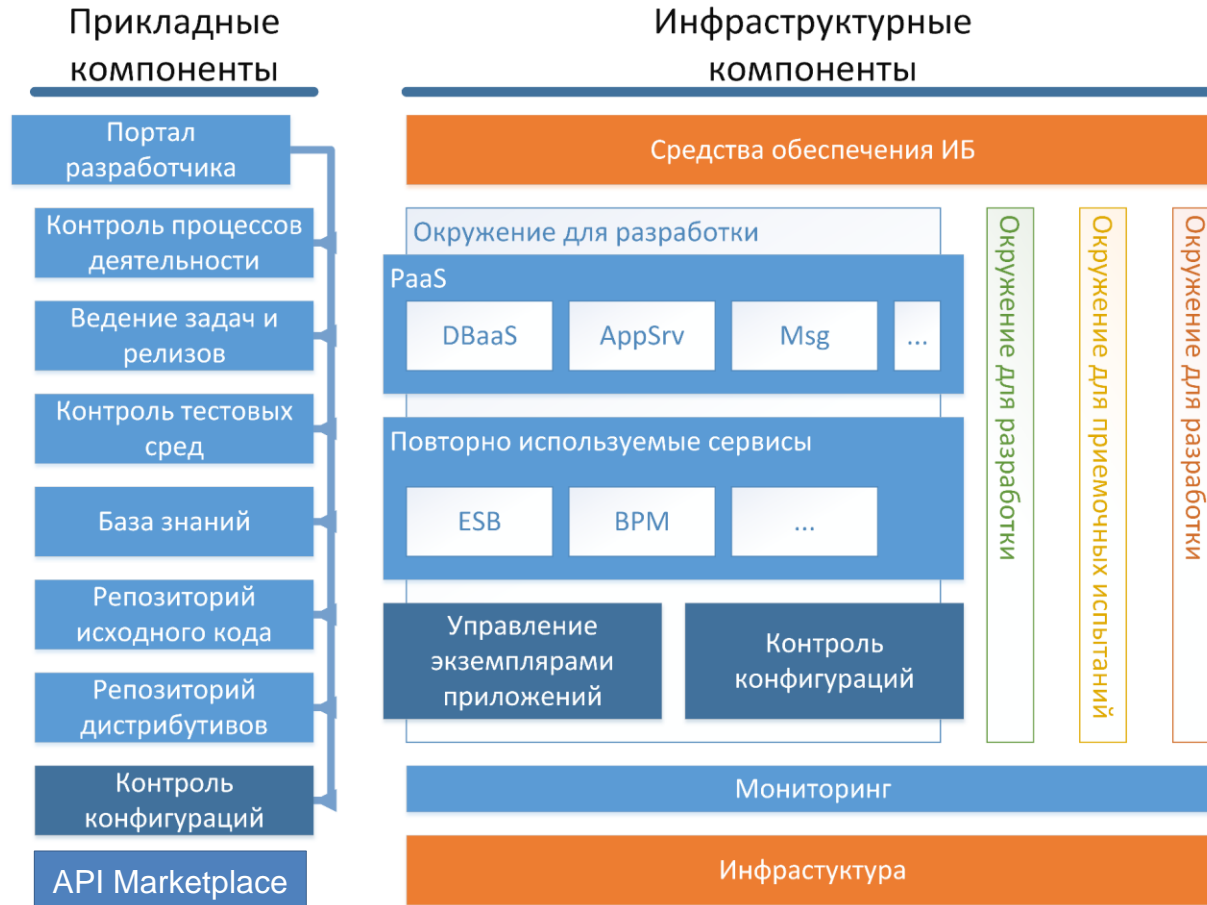 Прикладные
компоненты
Портал
разработчика
Контроль процессов
деятельности
Ведение задач и
релизов
Контроль тестовых
сред
База знаний
Репозиторий
исходного кода
Репозиторий
дистрибутивов
Контроль
конфигураций
API Marketplace
Инфраструктурные
компоненты
Средства обеспечения ИБ
Окружение для разработки
PaaS
DBaaS
AppSrv
Msg
...
Повторно используемые сервисы
ESB
BPM
...
Управление
экземплярами
приложений
Контроль
конфигураций
Окружение для разработки
Окружение для приемочных испытаний
Окружение для разработки
Мониторинг
Инфрастуктура